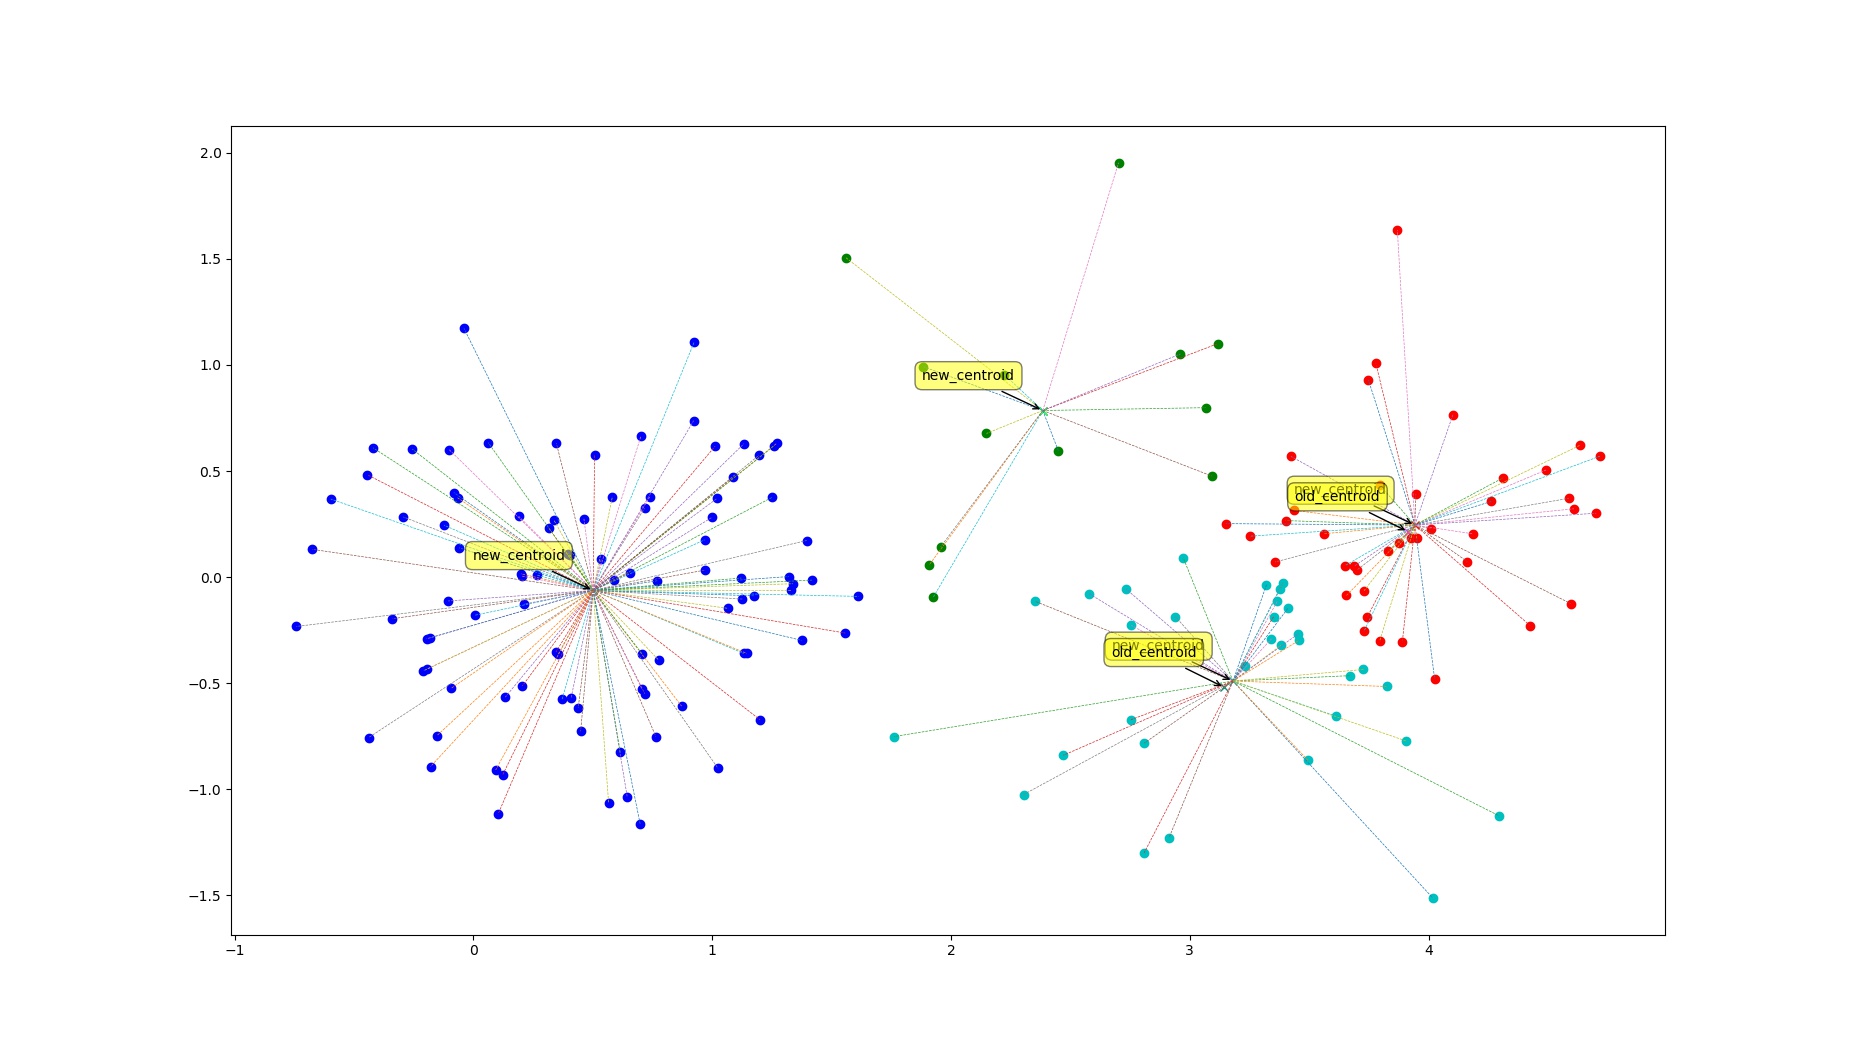 2.0
1.5
1.0
new_centroid
0.5
new_centroid
old_centroid
new_centroid
0.0
new_centroid
old_centroid
−0.5
−1.0
−1.5
−1
0
1
2
3
4